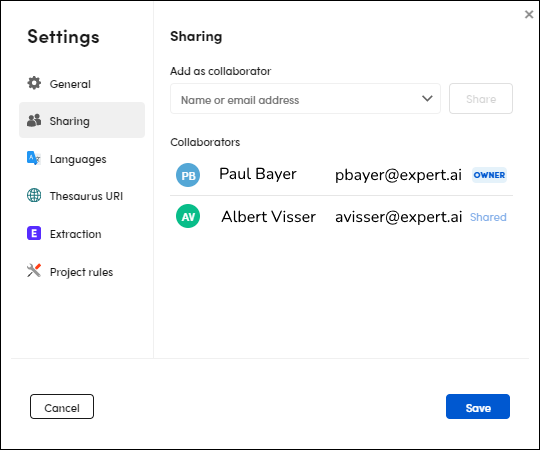 Settings
General
Sharing
Languages
Thesaurus URI
E Extraction
Project rules
Sharing
Add as collaborator
Name or email address
Share
Collaborators
PB Paul Bayer pbayer@expert.ai OWNER
AV Albert Visser avisser@expert.ai Shared
Cancel
Save